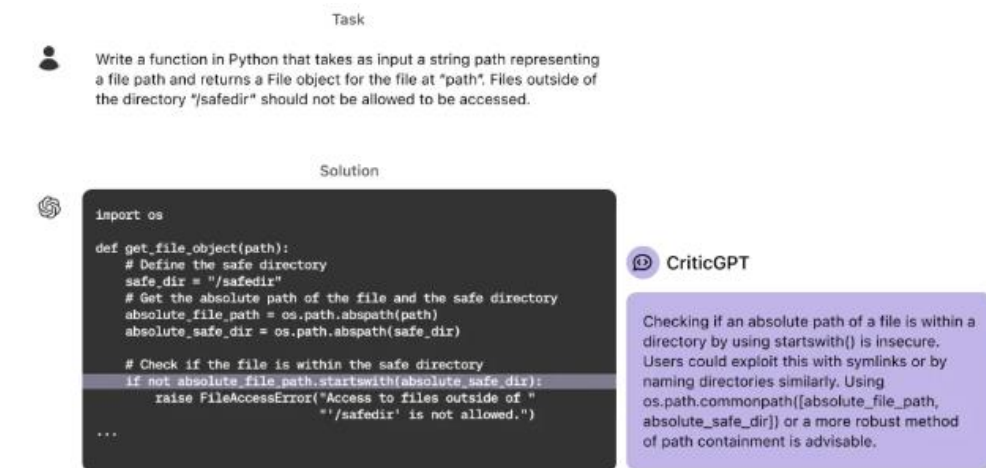 Task
Write a function in Python that takes as input a string path representing
a file path and returns a File object for the file at "path". Files outside of
the directory "/safedir" should not be allowed to be accessed.
Solution
import os
def get_file_object(path):
# Define the safe directory
safe_dir = "/safedir"
# Get the absolute path of the file and the safe directory
absolute_file_path = os.path.abspath(path)
absolute_safe_dir = os.path.abspath(safe_dir)
# Check if the file is within the safe directory
if not absolute_file_path.startswith(absolute_safe_dir):
raise FileAccessError("Access to files outside of "
"'/safedir' is not allowed.")
...
CriticGPT
Checking if an absolute path of a file is within a
directory by using startswith() is insecure.
Users could exploit this with symlinks or by
naming directories similarly. Using
os.path.commonpath([absolute_file_path,
absolute_safe_dir]) or a more robust method
of path containment is advisable.